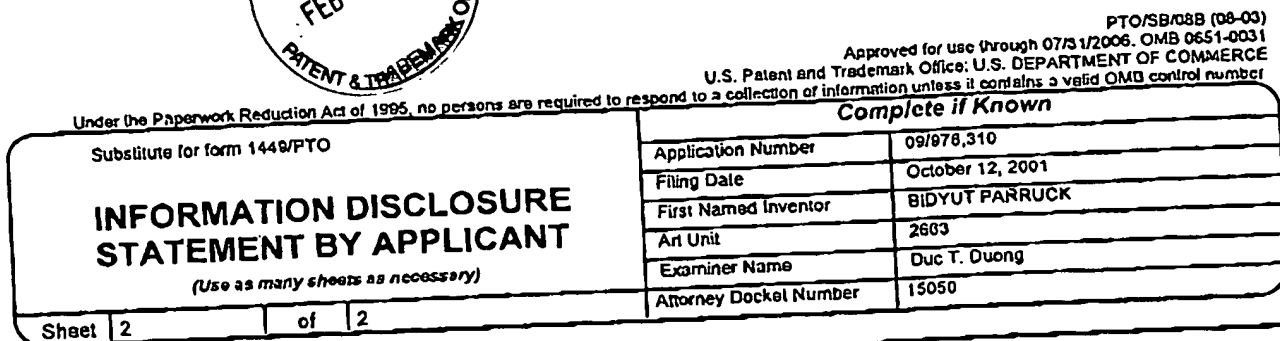 FEB
PATENT & TRADEMARK O
PTO/SB/08B (08-03)
Approved for use through 07/31/2006. OMB 0651-0031
U.S. Patent and Trademark Office; U.S. DEPARTMENT OF COMMERCE
Under the Paperwork Reduction Act of 1995, no persons are required to respond to a collection of information unless it contains a valid OMB control number
Substitute for form 1449/PTO
INFORMATION DISCLOSURE
STATEMENT BY APPLICANT
(Use as many sheets as necessary)
Sheet 2 of 2
Complete if Known
Application Number 09/976,310
Filing Date October 12, 2001
First Named Inventor BIDYUT PARRUCK
Art Unit 2663
Examiner Name Duc T. Duong
Attorney Docket Number 15050